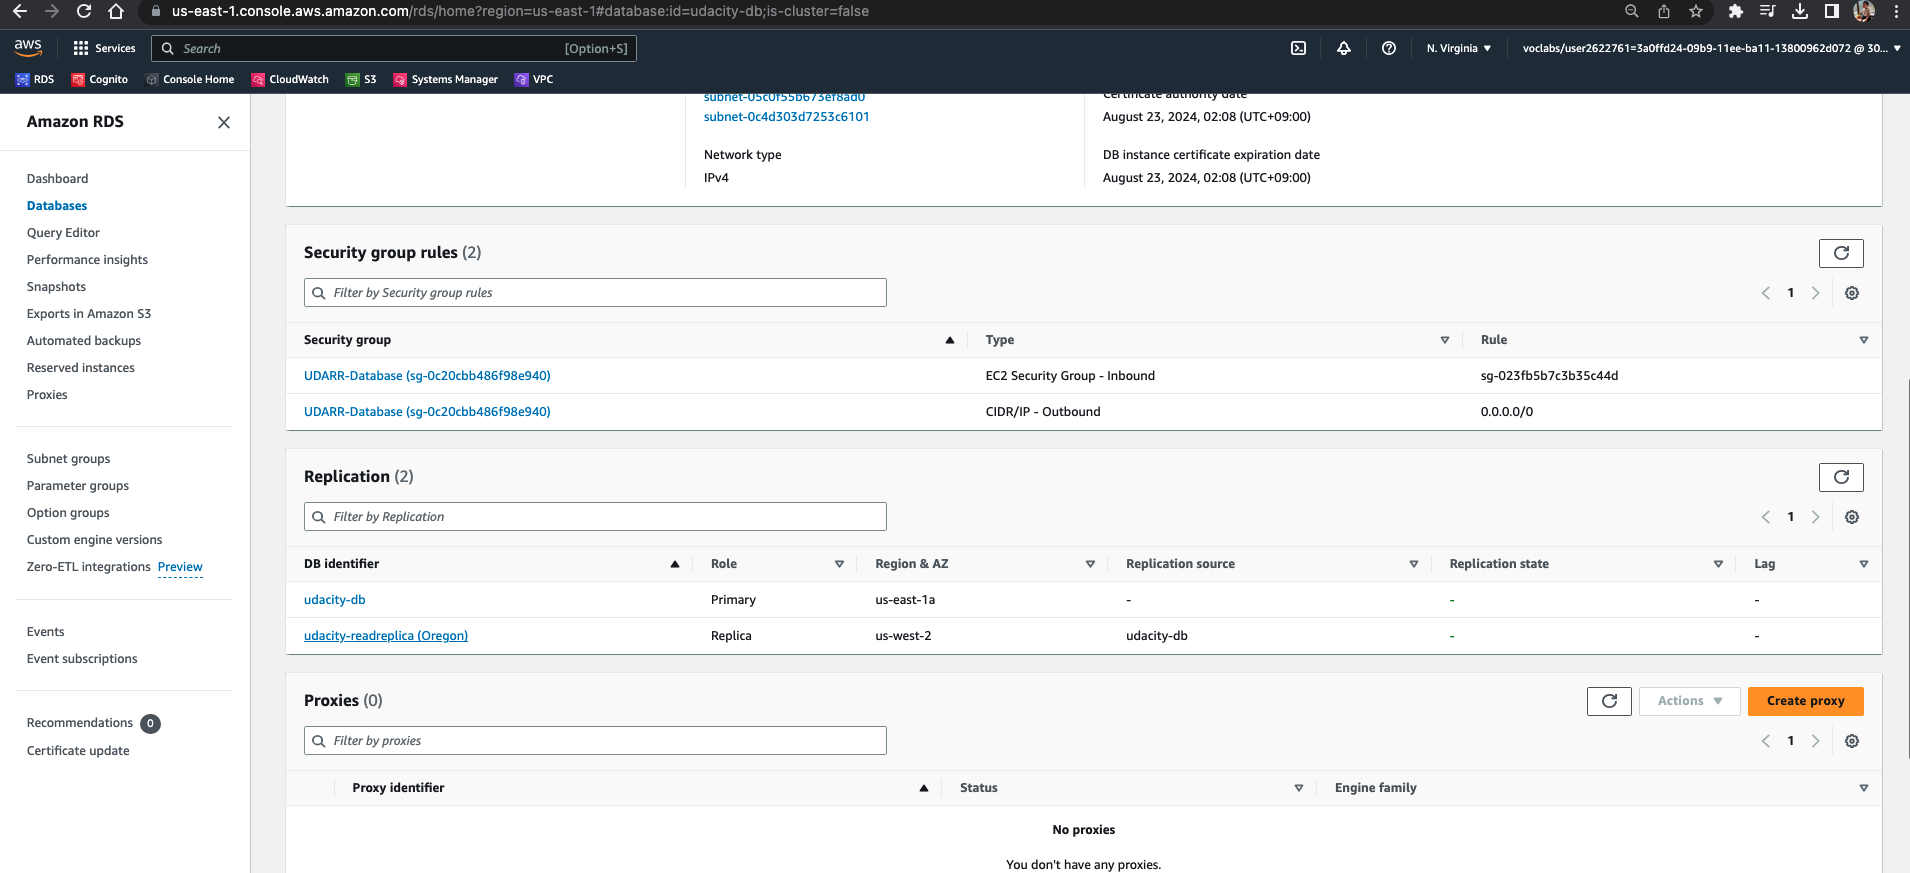 us-east-1.console.aws.amazon.com/rds/home?region=us-east-1#database:id=udacity-db;is-cluster=false
aws
Services
Search
[Option+S]
N. Virginia
voclabs/user2622761=3a0ffd24-09b9-11ee-ba11-13800962d072 @ 30...
RDS
Cognito
Console Home
CloudWatch
S3
Systems Manager
VPC
Amazon RDS
Dashboard
Databases
Query Editor
Performance insights
Snapshots
Exports in Amazon S3
Automated backups
Reserved instances
Proxies
Subnet groups
Parameter groups
Option groups
Custom engine versions
Zero-ETL integrations Preview
Events
Event subscriptions
Recommendations 0
Certificate update
subnet-05c0f55b673ef8ad0
subnet-0c4d303d7253c6101
Network type
IPv4
Certificate authority date
August 23, 2024, 02:08 (UTC+09:00)
DB instance certificate expiration date
August 23, 2024, 02:08 (UTC+09:00)
Security group rules (2)
Filter by Security group rules
1
Security group Type Rule
UDARR-Database (sg-0c20cbb486f98e940) EC2 Security Group - Inbound sg-023fb5b7c3b35c44d
UDARR-Database (sg-0c20cbb486f98e940) CIDR/IP - Outbound 0.0.0.0/0
Replication (2)
Filter by Replication
1
DB identifier Role Region & AZ Replication source Replication state Lag
udacity-db Primary us-east-1a - - -
udacity-readreplica (Oregon) Replica us-west-2 udacity-db - -
Proxies (0)
Actions
Create proxy
Filter by proxies
1
Proxy identifier Status Engine family
No proxies
You don't have any proxies.